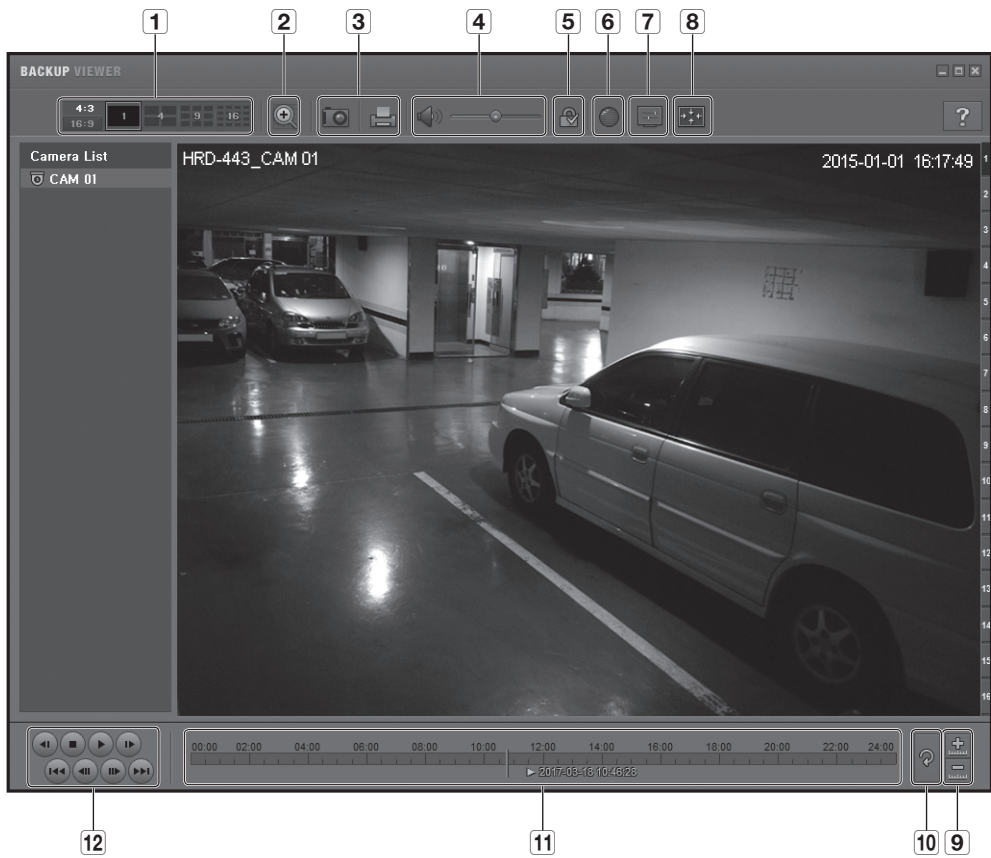 1 2 3 4 5 6 7 8
BACKUP VIEWER
4:3
16:9
1 4 9 16
?
Camera List
CAM 01
HRD-443_CAM 01
2015-01-01 16:17:49
1
2
3
4
5
6
7
8
9
10
11
12
13
14
15
16
00:00 02:00 04:00 06:00 08:00 10:00 12:00 14:00 16:00 18:00 20:00 22:00 24:00
2017-03-16 10:46:28
12 11 10 9